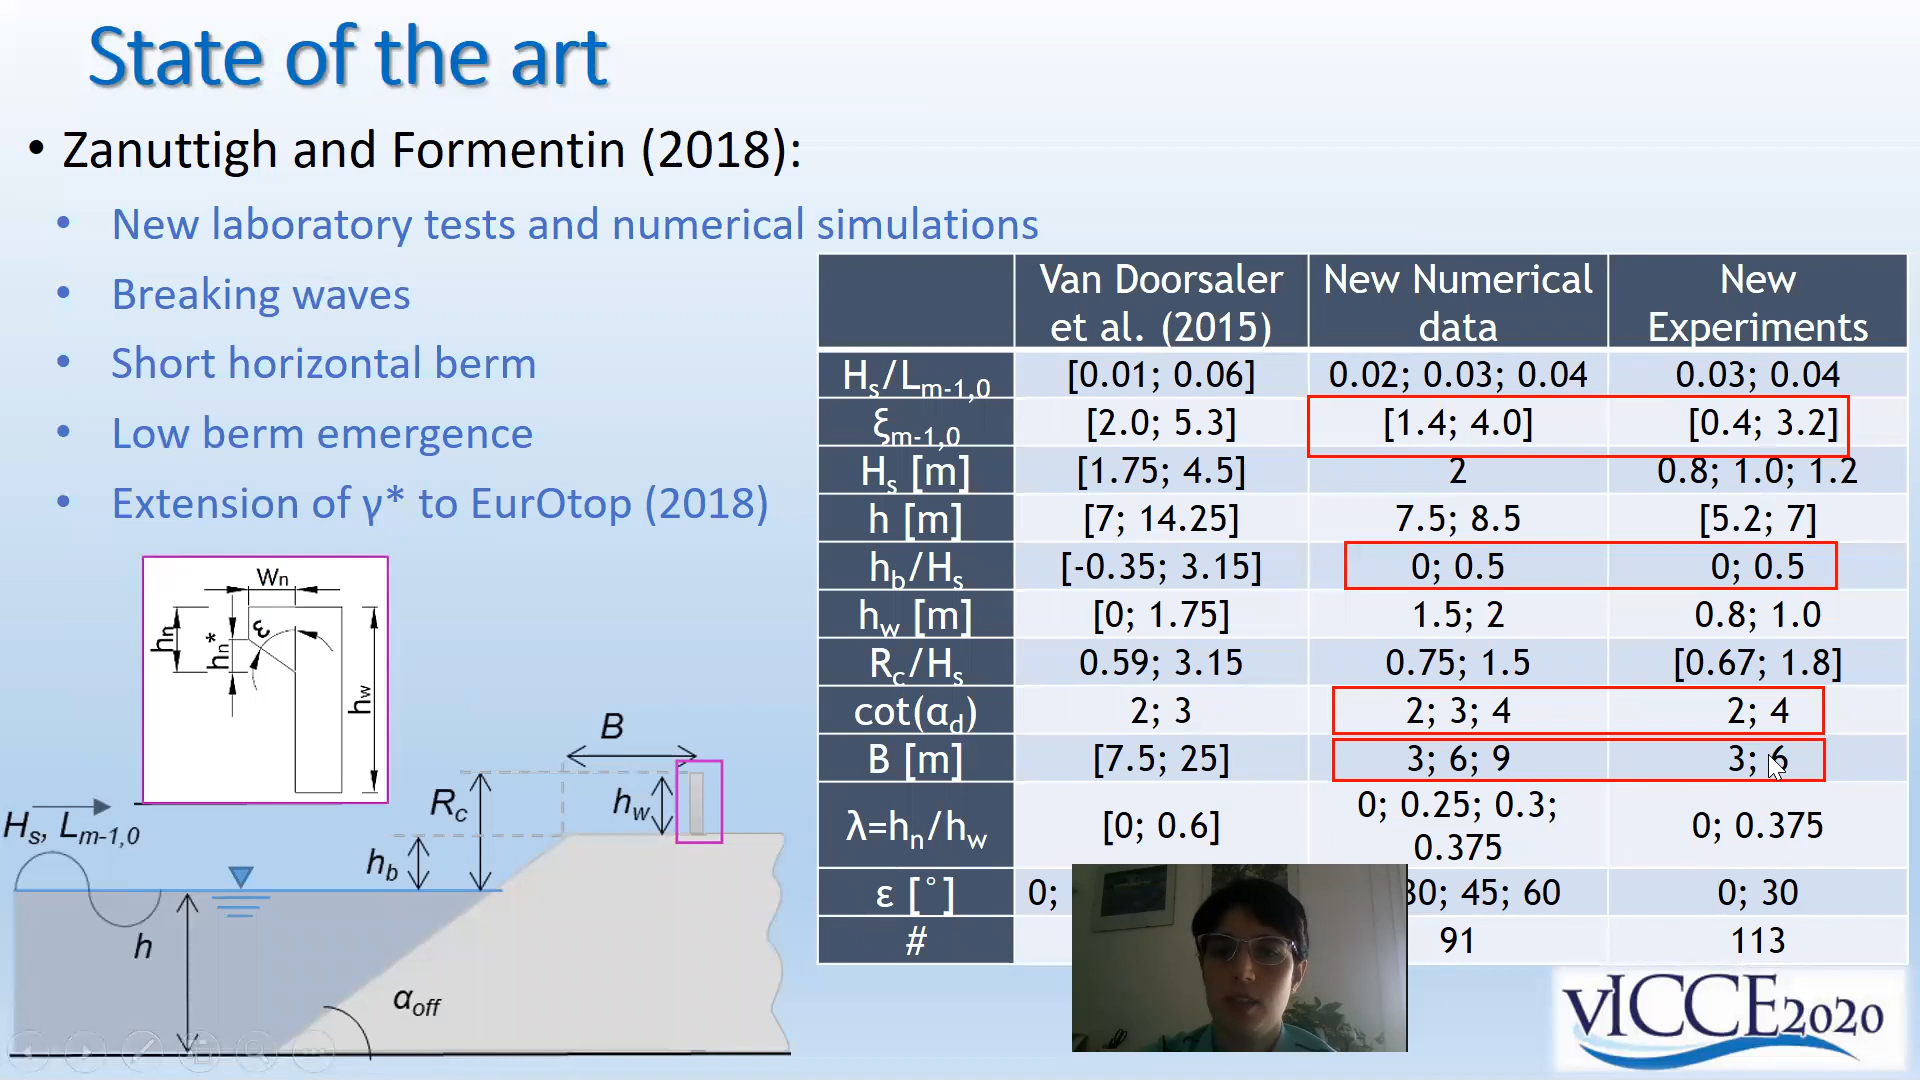 State of the art
• Zanuttigh and Formentin (2018):
• New laboratory tests and numerical simulations
• Breaking waves
• Short horizontal berm
• Low berm emergence
• Extension of γ* to EurOtop (2018)
Van Doorsaler et al. (2015) New Numerical data New Experiments
Hs/Lm-1,0 [0.01; 0.06] 0.02; 0.03; 0.04 0.03; 0.04
ξm-1,0 [2.0; 5.3] [1.4; 4.0] [0.4; 3.2]
Hs [m] [1.75; 4.5] 2 0.8; 1.0; 1.2
h [m] [7; 14.25] 7.5; 8.5 [5.2; 7]
hb/Hs [-0.35; 3.15] 0; 0.5 0; 0.5
hw [m] [0; 1.75] 1.5; 2 0.8; 1.0
Rc/Hs 0.59; 3.15 0.75; 1.5 [0.67; 1.8]
cot(αd) 2; 3 2; 3; 4 2; 4
B [m] [7.5; 25] 3; 6; 9 3; 6
λ=hn/hw [0; 0.6] 0; 0.25; 0.3; 0.375 0; 0.375
ε [°] 0; 30; 45; 60 0; 30
# 91 113
Wn
hn
hn*
ε
hw
B
Rc
hw
hb
Hs, Lm-1,0
h
αoff
vICCE2020